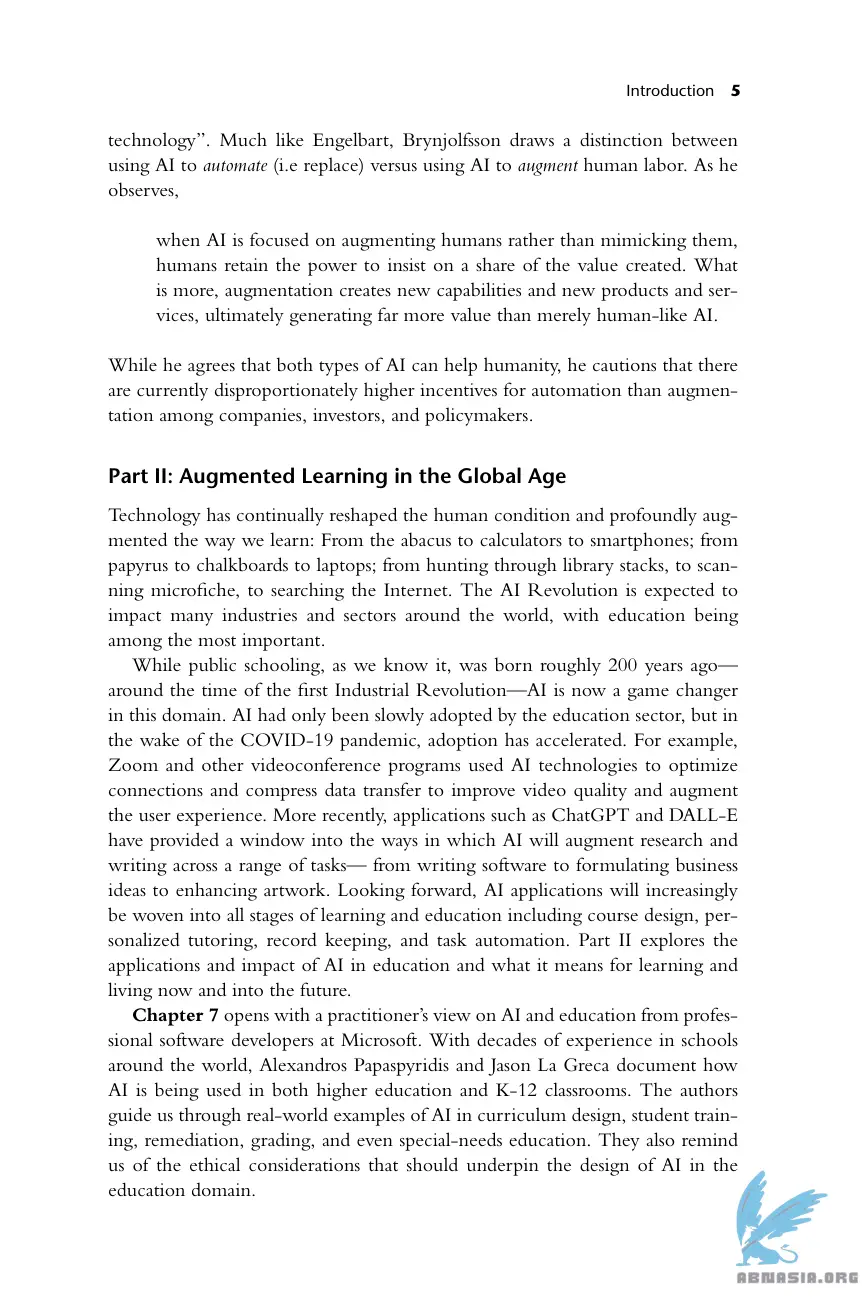 Introduction 5
technology”. Much like Engelbart, Brynjolfsson draws a distinction between
using AI to automate (i.e replace) versus using AI to augment human labor. As he
observes,
when AI is focused on augmenting humans rather than mimicking them,
humans retain the power to insist on a share of the value created. What
is more, augmentation creates new capabilities and new products and ser-
vices, ultimately generating far more value than merely human-like AI.
While he agrees that both types of AI can help humanity, he cautions that there
are currently disproportionately higher incentives for automation than augmen-
tation among companies, investors, and policymakers.
Part II: Augmented Learning in the Global Age
Technology has continually reshaped the human condition and profoundly aug-
mented the way we learn: From the abacus to calculators to smartphones; from
papyrus to chalkboards to laptops; from hunting through library stacks, to scan-
ning microfiche, to searching the Internet. The AI Revolution is expected to
impact many industries and sectors around the world, with education being
among the most important.
While public schooling, as we know it, was born roughly 200 years ago—
around the time of the first Industrial Revolution—AI is now a game changer
in this domain. AI had only been slowly adopted by the education sector, but in
the wake of the COVID-19 pandemic, adoption has accelerated. For example,
Zoom and other videoconference programs used AI technologies to optimize
connections and compress data transfer to improve video quality and augment
the user experience. More recently, applications such as ChatGPT and DALL-E
have provided a window into the ways in which AI will augment research and
writing across a range of tasks— from writing software to formulating business
ideas to enhancing artwork. Looking forward, AI applications will increasingly
be woven into all stages of learning and education including course design, per-
sonalized tutoring, record keeping, and task automation. Part II explores the
applications and impact of AI in education and what it means for learning and
living now and into the future.
Chapter 7 opens with a practitioner’s view on AI and education from profes-
sional software developers at Microsoft. With decades of experience in schools
around the world, Alexandros Papaspyridis and Jason La Greca document how
AI is being used in both higher education and K-12 classrooms. The authors
guide us through real-world examples of AI in curriculum design, student train-
ing, remediation, grading, and even special-needs education. They also remind
us of the ethical considerations that should underpin the design of AI in the
education domain.
ABNASIA.ORG